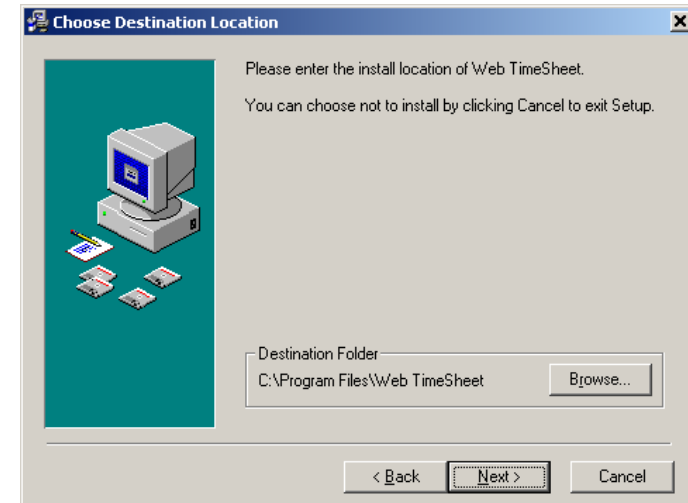 Choose Destination Location
Please enter the install location of Web TimeSheet.
You can choose not to install by clicking Cancel to exit Setup.
Destination Folder
C:\Program Files\Web TimeSheet
Browse...
< Back
Next >
Cancel